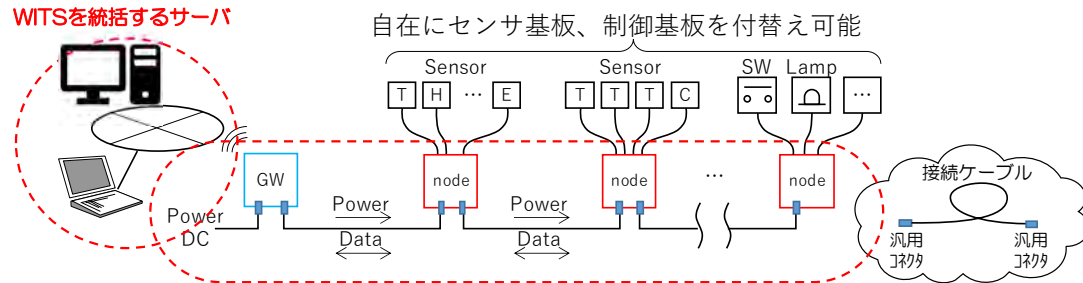 WITSを統括するサーバ
自在にセンサ基板、制御基板を付替え可能
Sensor
Sensor
SW Lamp
T H … E
T T T C
…
GW
node
node
…
node
Power
DC
Power
Data
Power
Data
接続ケーブル
汎用
コネクタ
汎用
コネクタ